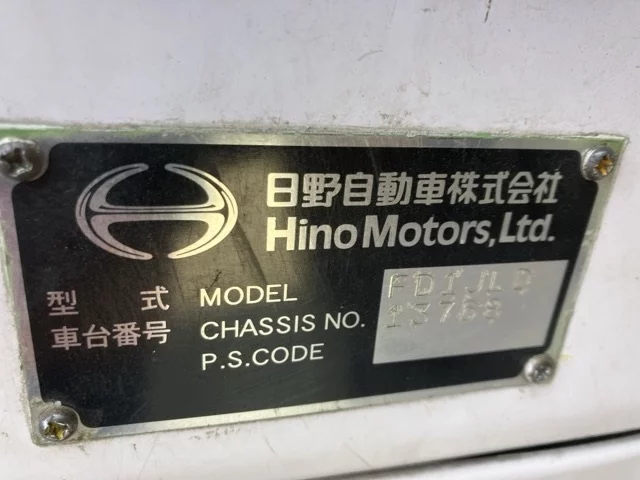 日野自動車株式会社
Hino Motors, Ltd.
型 式 MODEL FD1JLD
車台番号 CHASSIS NO. 13788
P.S.CODE